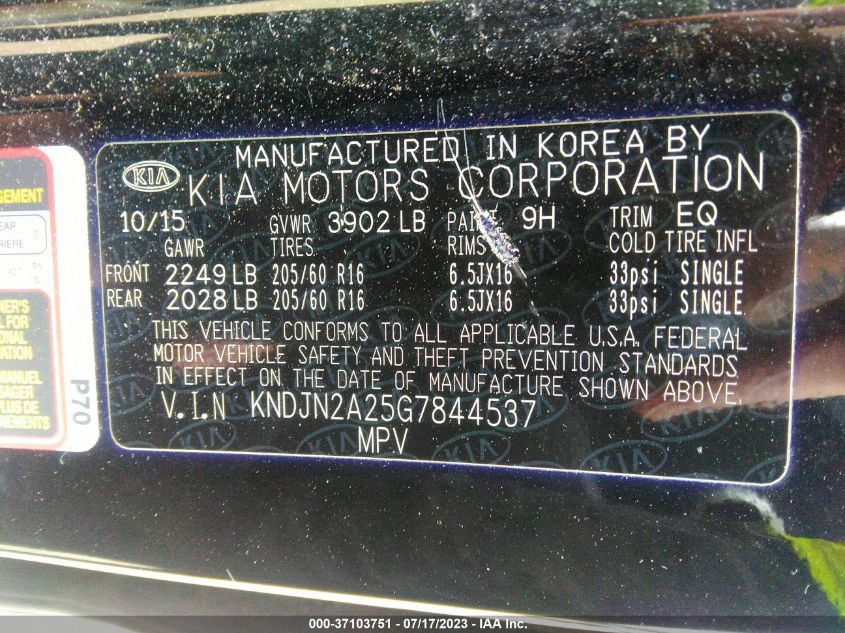 MANUFACTURED IN KOREA BY
KIA KIA MOTORS CORPORATION
10/15 GVWR 3902 LB PAINT 9H TRIM EQ
GAWR TIRES RIMS COLD TIRE INFL
FRONT 2249 LB 205/60 R16 6.5JX16 33psi SINGLE
REAR 2028 LB 205/60 R16 6.5JX16 33psi SINGLE
THIS VEHICLE CONFORMS TO ALL APPLICABLE U.S.A. FEDERAL
MOTOR VEHICLE SAFETY AND THEFT PREVENTION STANDARDS
IN EFFECT ON THE DATE OF MANUFACTURE SHOWN ABOVE.
V.I.N KNDJN2A25G7844537
MPV
P70
000-37103751 - 07/17/2023 - IAA Inc.